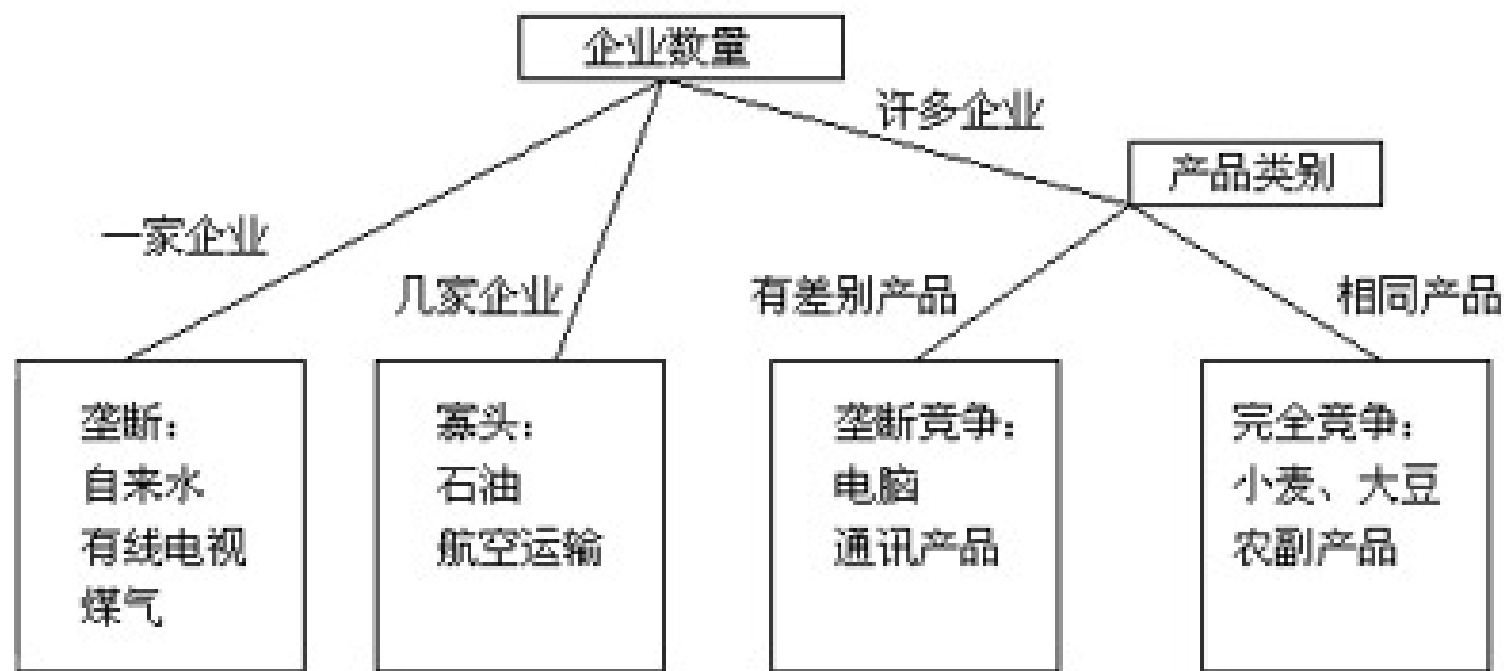 企业数量
许多企业
产品类别
一家企业
几家企业
有差别产品
相同产品
垄断：
自来水
有线电视
煤气
寡头：
石油
航空运输
垄断竞争：
电脑
通讯产品
完全竞争：
小麦、大豆
农副产品